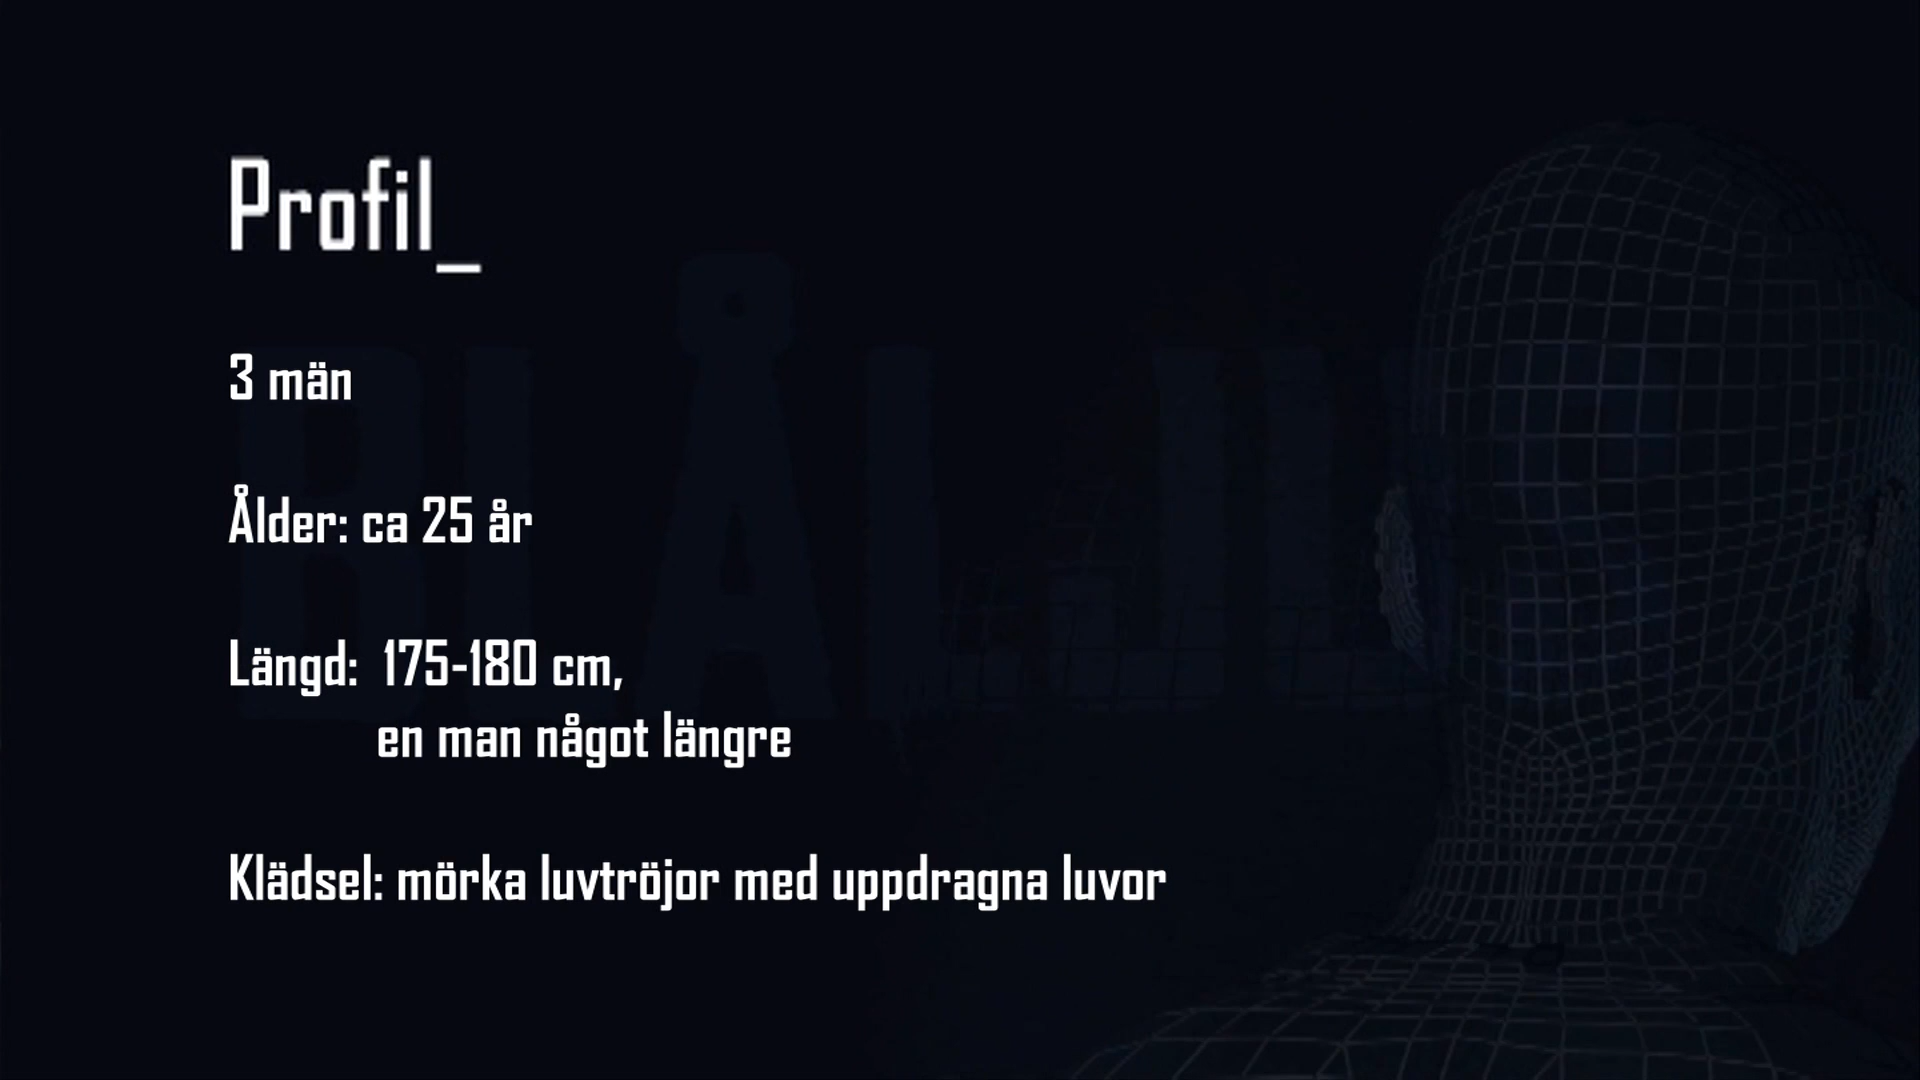 Profil_
3 män
Ålder: ca 25 år
Längd: 175-180 cm,
en man något längre
Klädsel: mörka luvtröjor med uppdragna luvor